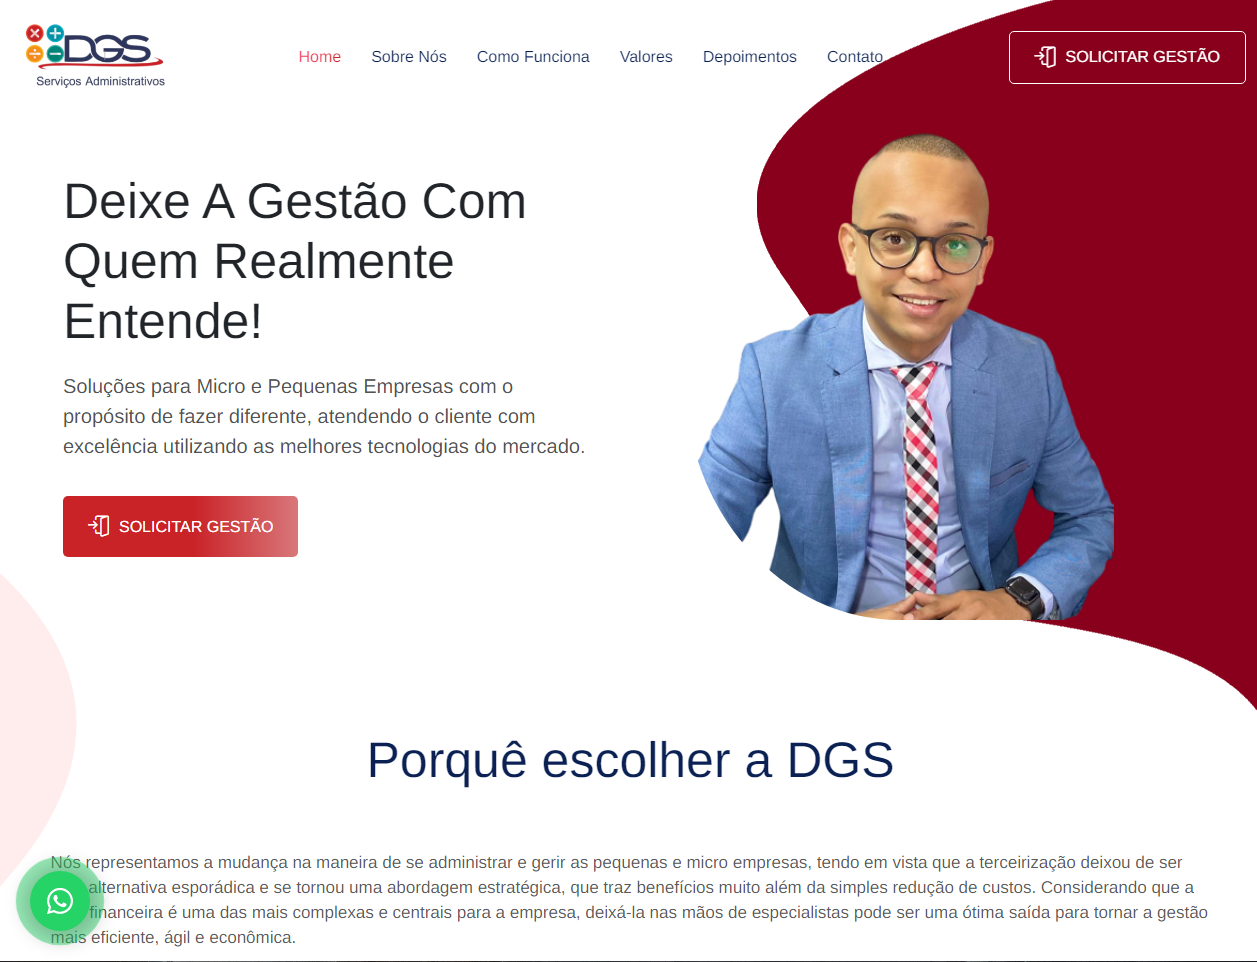 DGS
Serviços Administrativos
Home Sobre Nós Como Funciona Valores Depoimentos Contato
SOLICITAR GESTÃO
Deixe A Gestão Com
Quem Realmente
Entende!
Soluções para Micro e Pequenas Empresas com o
propósito de fazer diferente, atendendo o cliente com
excelência utilizando as melhores tecnologias do mercado.
SOLICITAR GESTÃO
Porquê escolher a DGS
Nós representamos a mudança na maneira de se administrar e gerir as pequenas e micro empresas, tendo em vista que a terceirização deixou de ser
alternativa esporádica e se tornou uma abordagem estratégica, que traz benefícios muito além da simples redução de custos. Considerando que a
financeira é uma das mais complexas e centrais para a empresa, deixá-la nas mãos de especialistas pode ser uma ótima saída para tornar a gestão
mais eficiente, ágil e econômica.